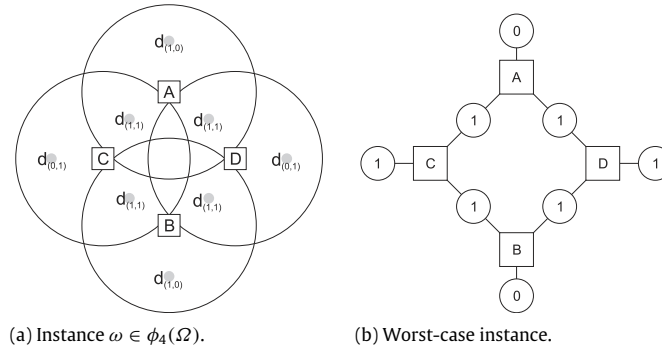 d(1,0)
A
d(1,1) d(1,1)
d(0,1) C D d(0,1)
d(1,1) d(1,1)
B
d(1,0)
(a) Instance ω ∈ ϕ₄(Ω).
0
A
1 1
1 C D 1
1 1
B
0
(b) Worst-case instance.